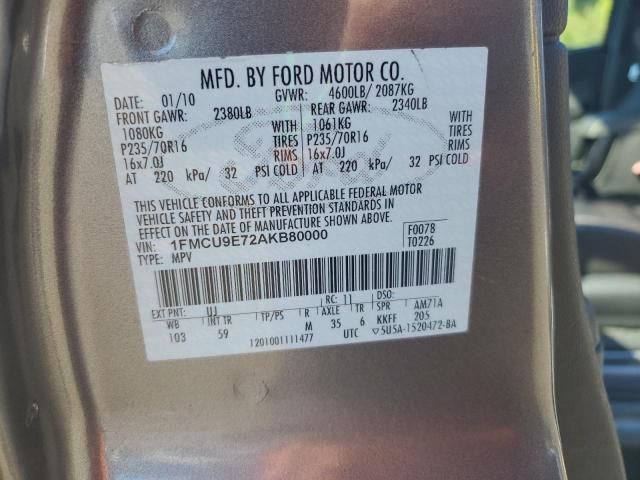 MFD. BY FORD MOTOR CO.
DATE: 01/10 GVWR: 4600LB/ 2087KG
FRONT GAWR: 2380LB REAR GAWR: 2340LB
1080KG WITH 1061KG WITH
P235/70R16 TIRES P235/70R16 TIRES
16x7.0J RIMS 16x7.0J RIMS
AT 220 kPa/ 32 PSI COLD AT 220 kPa/ 32 PSI COLD
Ford
THIS VEHICLE CONFORMS TO ALL APPLICABLE FEDERAL MOTOR
VEHICLE SAFETY AND THEFT PREVENTION STANDARDS IN
EFFECT ON THE DATE OF MANUFACTURE SHOWN ABOVE.
VIN: 1FMCU9E72AKB80000 F0078
TYPE: MPV T0226
EXT PNT: UJ RC: 11 DSO:
WB INT TR TP/PS R AXLE TR SPR AM71A
103 59 M 35 6 KKFF 205
1201001111477 UTC ▽5U5A-1520472-BA